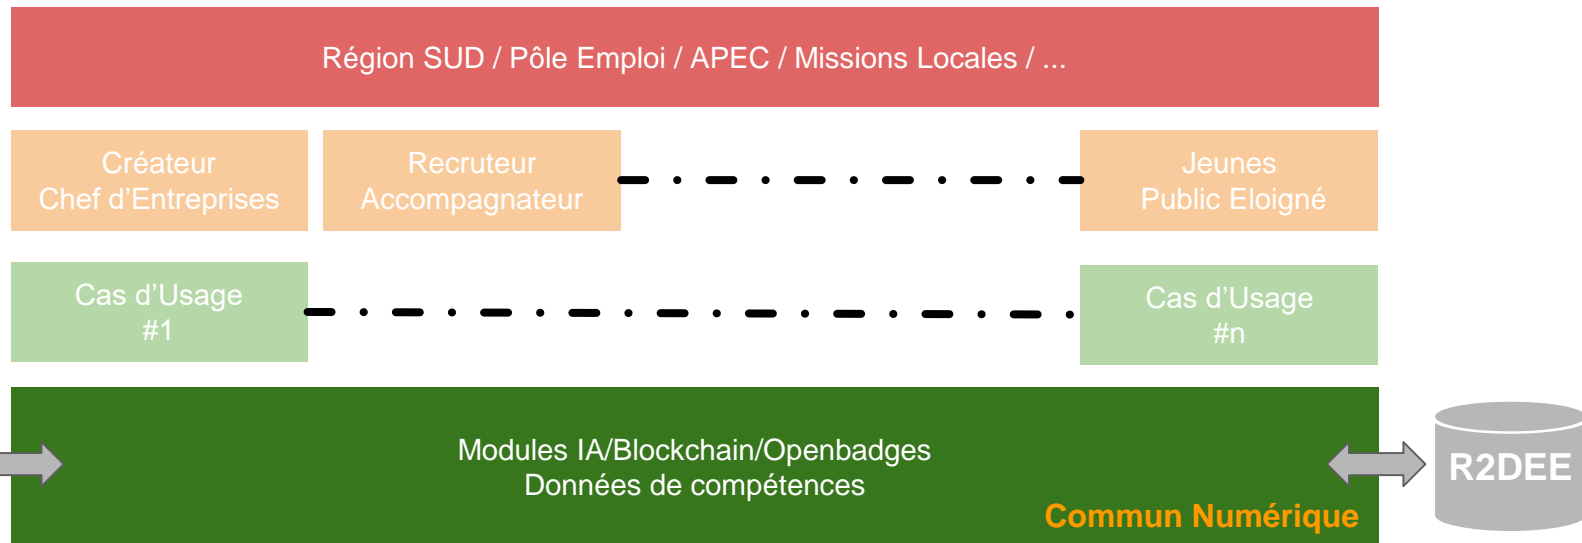 Région SUD / Pôle Emploi / APEC / Missions Locales / ...
Créateur
Chef d'Entreprises
Recruteur
Accompagnateur
Jeunes
Public Eloigné
Cas d'Usage
#1
Cas d'Usage
#n
Modules IA/Blockchain/Openbadges
Données de compétences
Commun Numérique
R2DEE